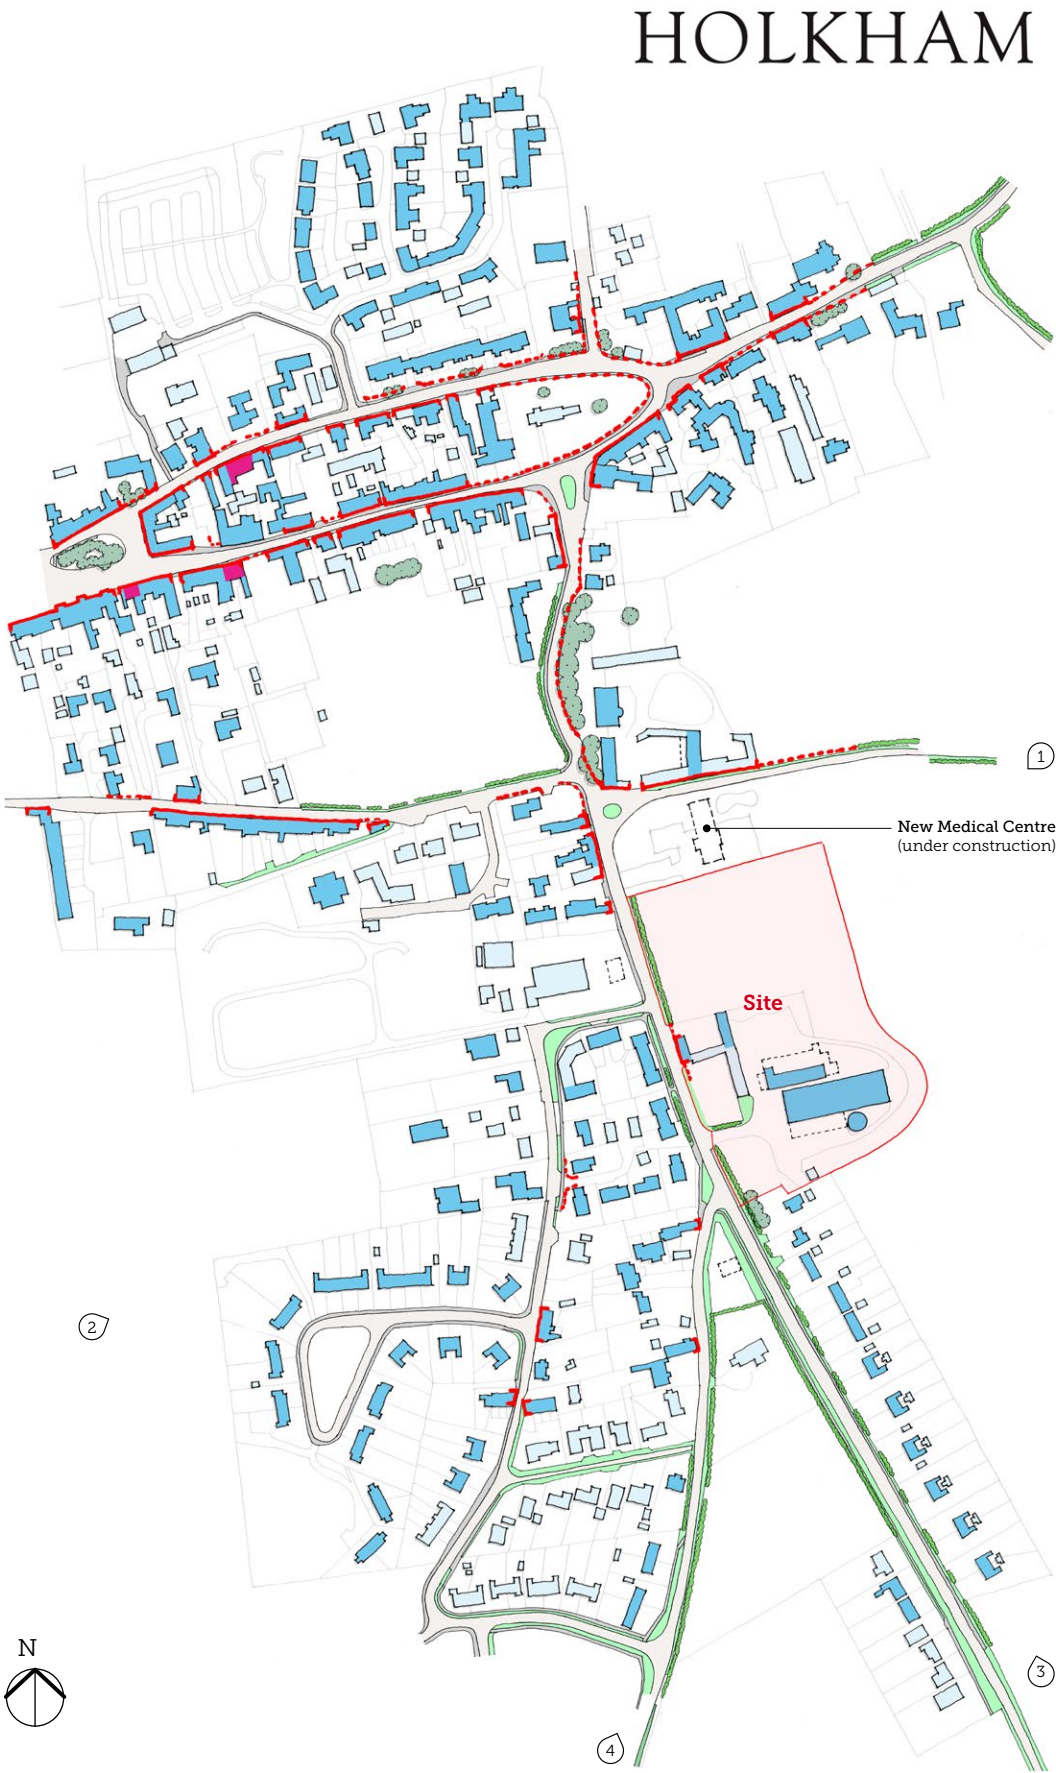 HOLKHAM
1
New Medical Centre
(under construction)
Site
2
N
3
4